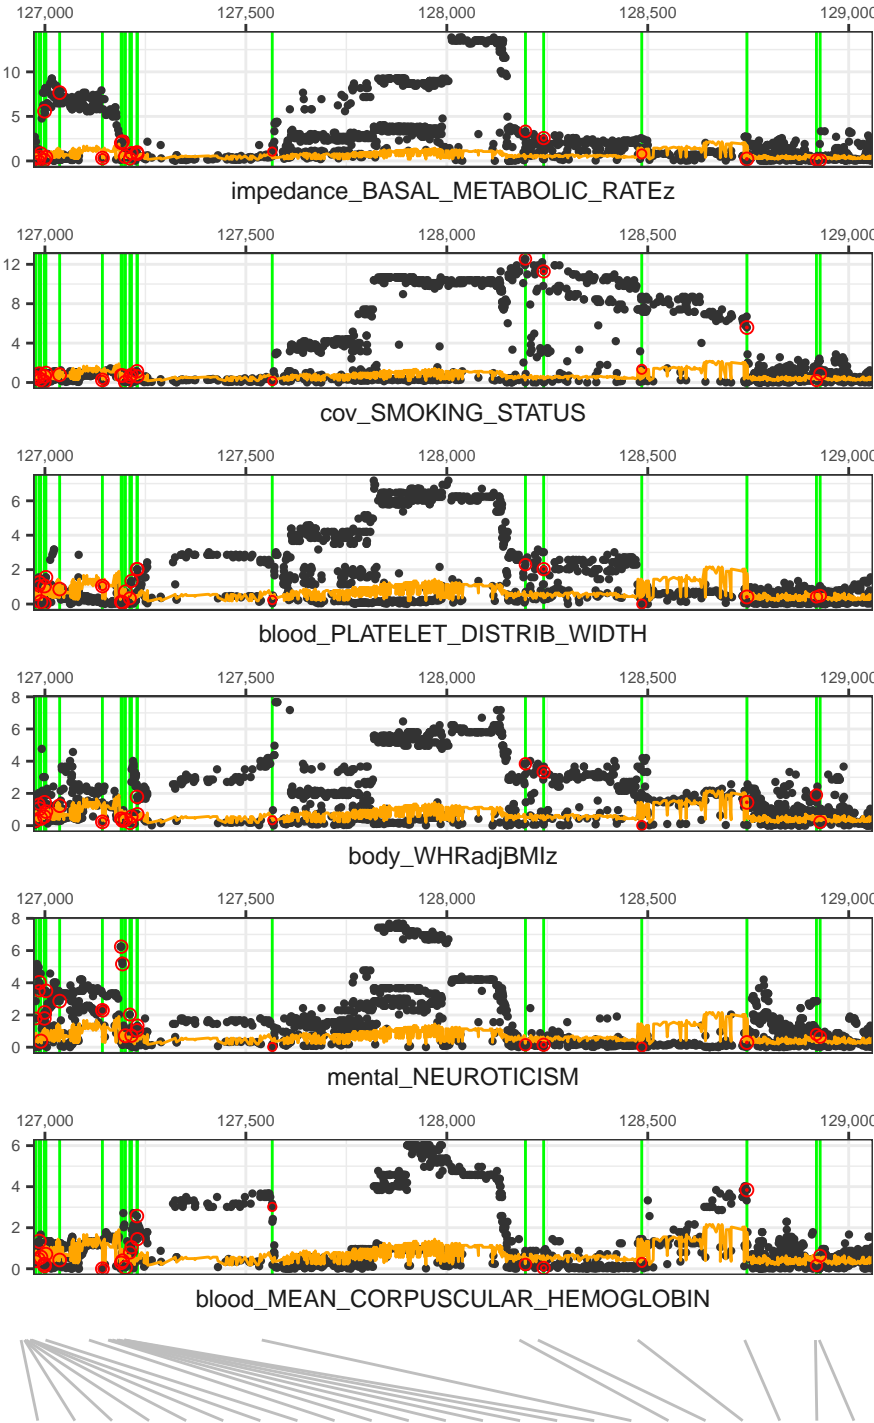 127,000 127,500 128,000 128,500 129,000
10
5
0
impedance_BASAL_METABOLIC_RATEz
127,000 127,500 128,000 128,500 129,000
12
8
4
0
cov_SMOKING_STATUS
127,000 127,500 128,000 128,500 129,000
6
4
2
0
blood_PLATELET_DISTRIB_WIDTH
127,000 127,500 128,000 128,500 129,000
8
6
4
2
0
body_WHRadjBMIz
127,000 127,500 128,000 128,500 129,000
8
6
4
2
0
mental_NEUROTICISM
127,000 127,500 128,000 128,500 129,000
6
4
2
0
blood_MEAN_CORPUSCULAR_HEMOGLOBIN